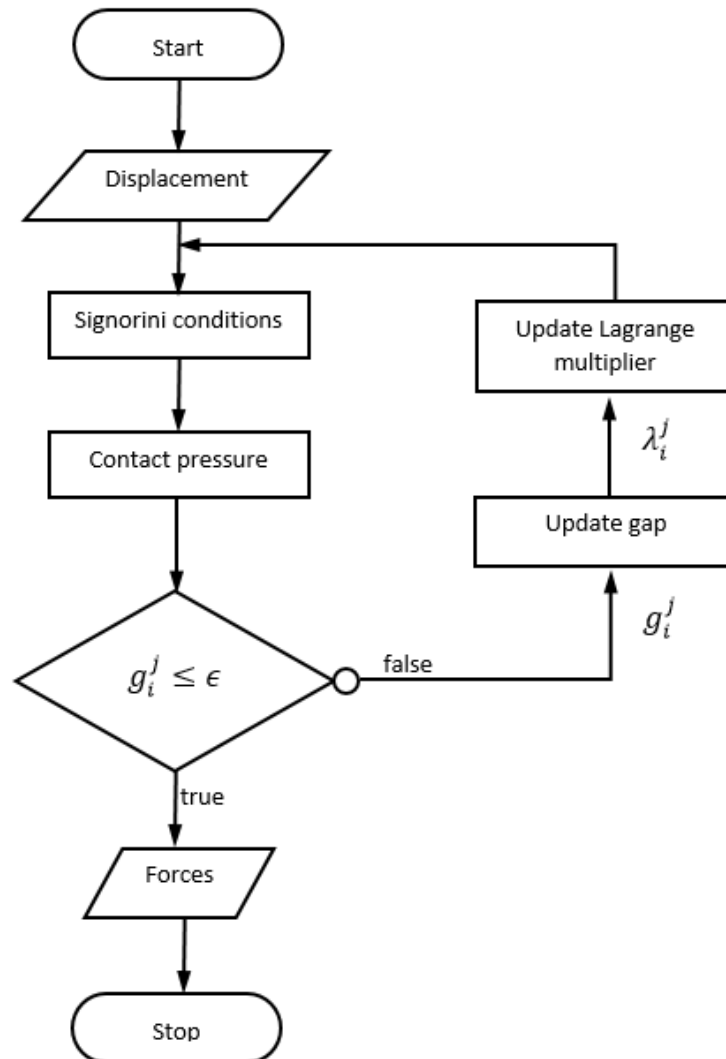 Start
Displacement
Signorini conditions
Update Lagrange
multiplier
Contact pressure
λ_i^j
Update gap
g_i^j
g_i^j ≤ ϵ
false
true
Forces
Stop